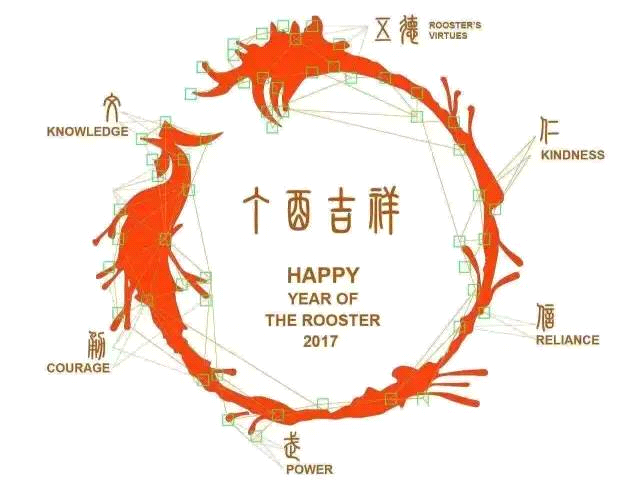 五德 ROOSTER'S
VIRTUES
文
KNOWLEDGE
仁
KINDNESS
丁酉吉祥
HAPPY
YEAR OF
THE ROOSTER
2017
信
RELIANCE
勇
COURAGE
武
POWER